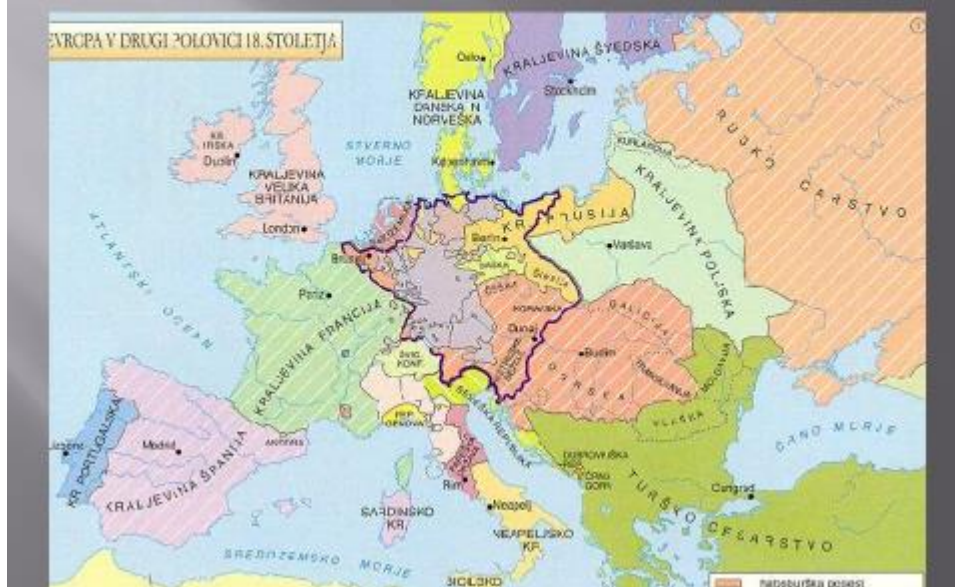 EVROPA V DRUGI POLOVICI 18. STOLETJA
Oslo
KRALJEVINA ŠVEDSKA
Stockholm
KRALJEVINA
DANSKA IN
NORVEŠKA
København
SEVERNO
MORJE
KR.
IRSKA
Dublin
KRALJEVINA
VELIKA
BRITANIJA
London
ATLANTSKI OCEAN
RUSKO CARSTVO
KURLANDIJA
KRALJEVINA POLJSKA
Varšava
KR. PRUSIJA
Berlin
SAŠKA
Šlezija
ČEŠKA
MORAVSKA
Dunaj
Bruselj
Pariz
KRALJEVINA FRANCIJA
ŠVIC.
KONF.
GALICIJA
Budim
OGRSKA
TRANSILVANIJA
MOLDAVIJA
VLAŠKA
BENEŠKA REPUBLIKA
REP.
GENOVA
DUBROVNIŠKA
ČRNA
GORA
ČRNO MORJE
Carigrad
TURŠKO CESARSTVO
KR. PORTUGALSKA
Lizbona
Madrid
KRALJEVINA ŠPANIJA
ANDORA
Rim
Neapelj
NEAPELJSKO
KR.
SARDINSKO
KR.
SREDOZEMSKO MORJE
SICILSKO
habsburška posest